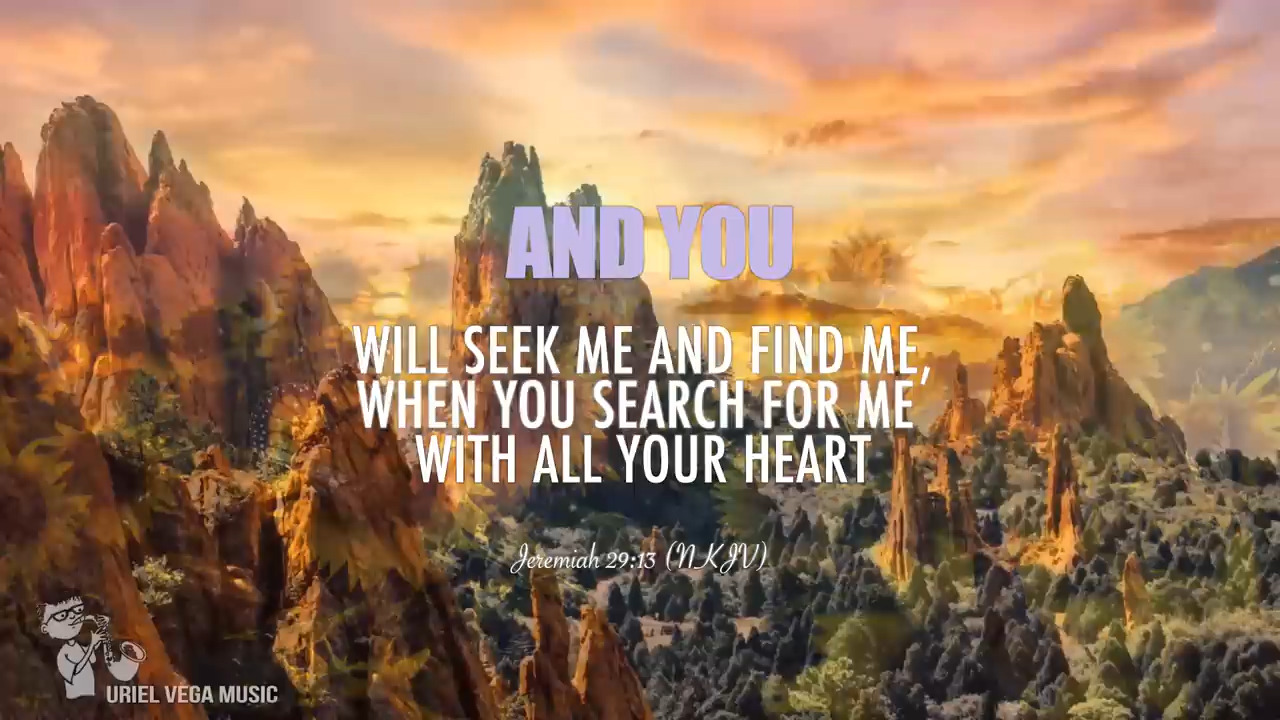 AND YOU
WILL SEEK ME AND FIND ME,
WHEN YOU SEARCH FOR ME
WITH ALL YOUR HEART
Jeremiah 29:13 (NKJV)
URIEL VEGA MUSIC